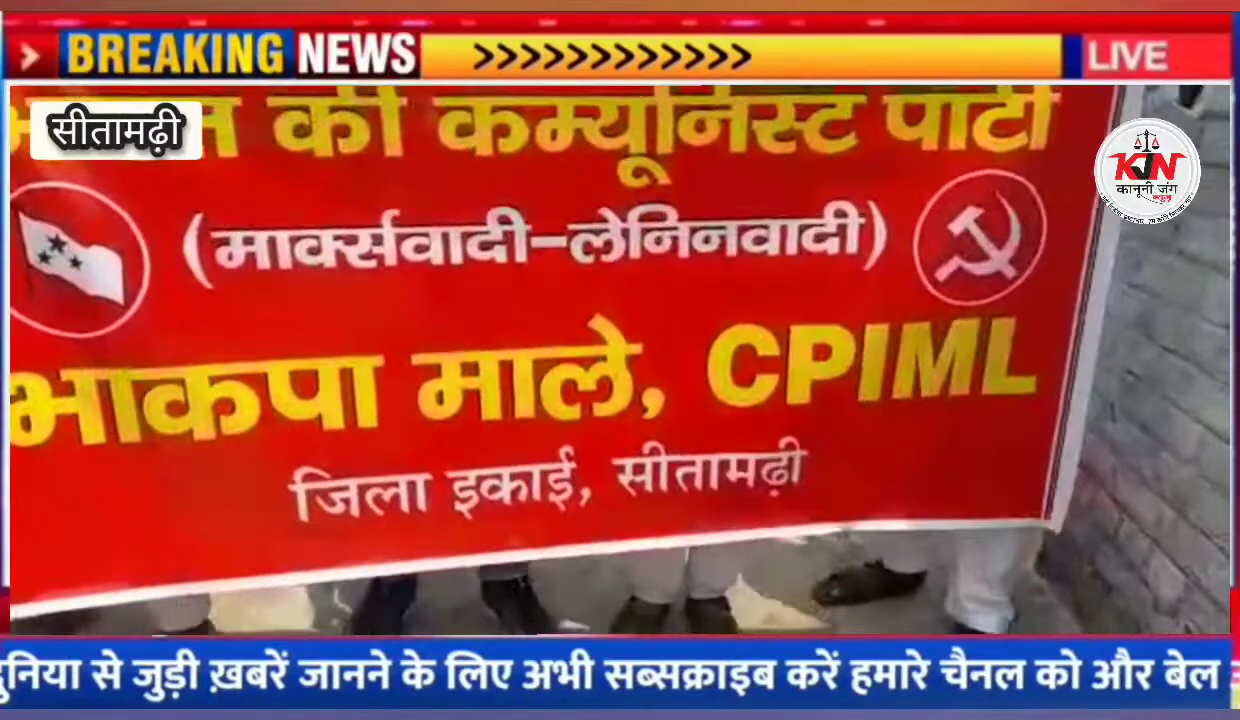 BREAKING NEWS
LIVE
सीतामढ़ी
की कम्यूनिस्ट पार्टी
KJN
कानूनी जंग
(मार्क्सवादी-लेनिनवादी)
भाकपा माले, CPIML
जिला इकाई, सीतामढ़ी
दुनिया से जुड़ी ख़बरें जानने के लिए अभी सब्सक्राइब करें हमारे चैनल को और बेल